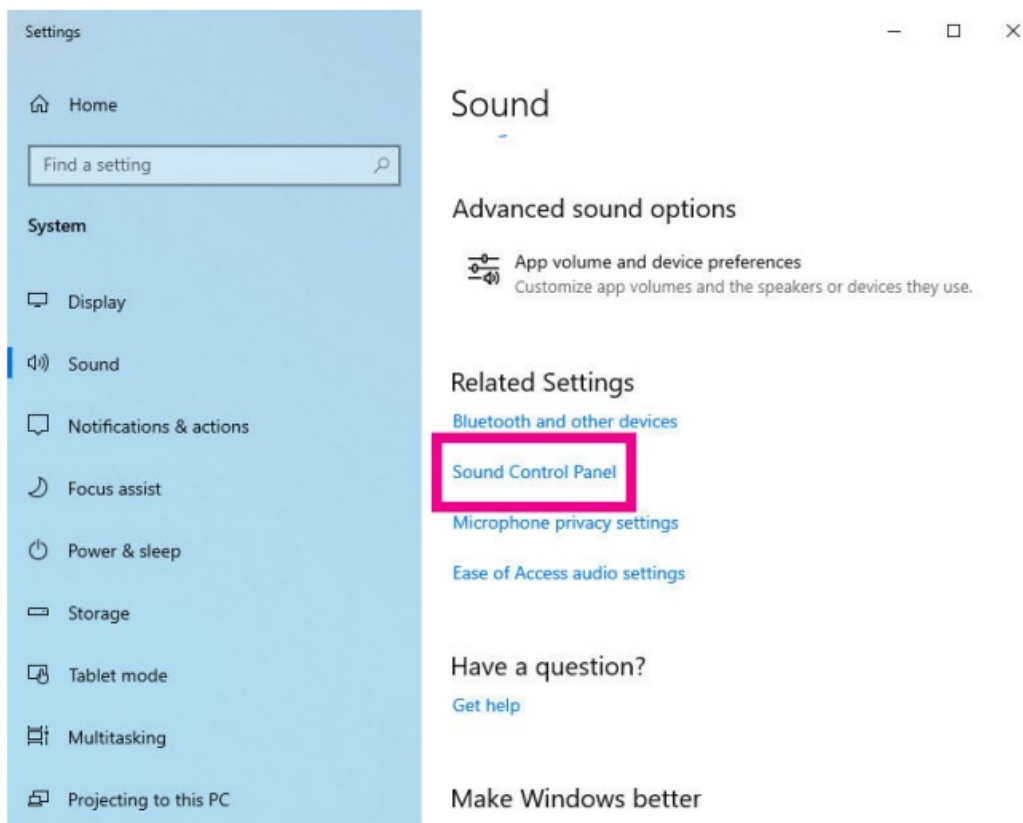 Settings
Home
Find a setting
System
Display
Sound
Notifications & actions
Focus assist
Power & sleep
Storage
Tablet mode
Multitasking
Projecting to this PC
Sound
Advanced sound options
App volume and device preferences
Customize app volumes and the speakers or devices they use.
Related Settings
Bluetooth and other devices
Sound Control Panel
Microphone privacy settings
Ease of Access audio settings
Have a question?
Get help
Make Windows better